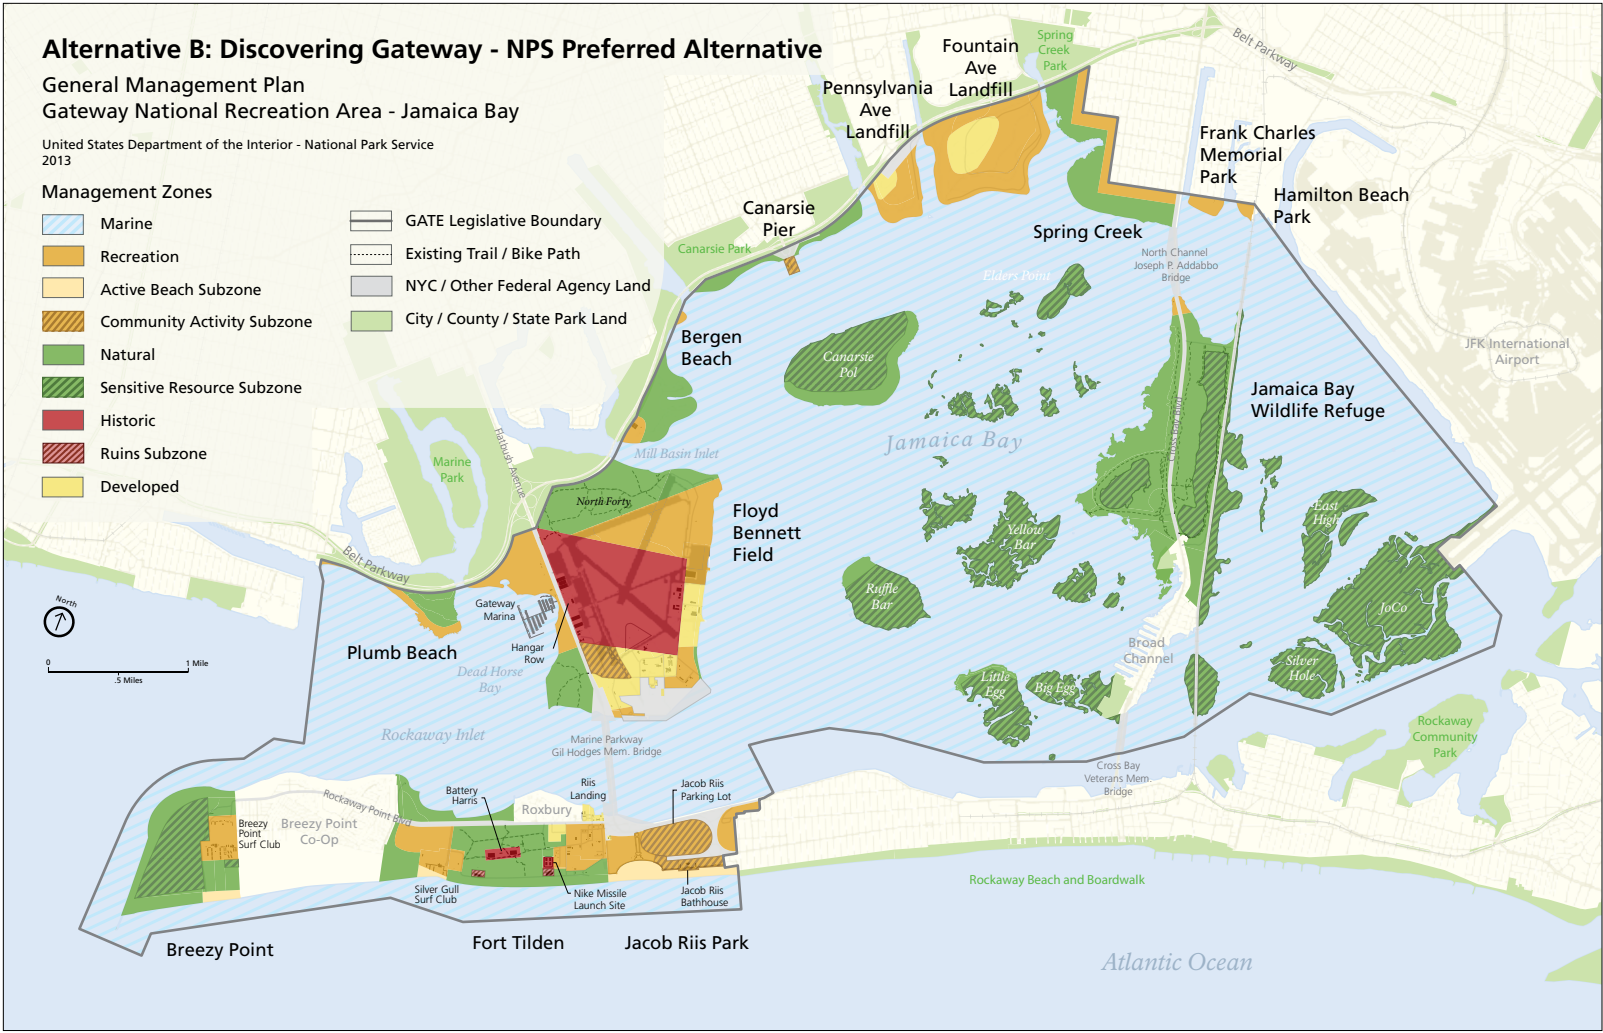 Alternative B: Discovering Gateway - NPS Preferred Alternative
General Management Plan
Gateway National Recreation Area - Jamaica Bay
United States Department of the Interior - National Park Service
2013
Management Zones
Marine
Recreation
Active Beach Subzone
Community Activity Subzone
Natural
Sensitive Resource Subzone
Historic
Ruins Subzone
Developed
GATE Legislative Boundary
Existing Trail / Bike Path
NYC / Other Federal Agency Land
City / County / State Park Land
Spring
Creek
Park
Belt Parkway
Fountain
Ave
Landfill
Pennsylvania
Ave
Landfill
Frank Charles
Memorial
Park
Hamilton Beach
Park
Canarsie
Pier
Canarsie Park
Spring Creek
North Channel
Joseph P. Addabbo
Bridge
Elders Point
Bergen
Beach
Canarsie
Pol
JFK International
Airport
Jamaica Bay
Wildlife Refuge
Cross Bay Blvd
Jamaica Bay
Mill Basin Inlet
Flatbush Avenue
Marine
Park
North Forty
Floyd
Bennett
Field
Yellow
Bar
East
High
Belt Parkway
Ruffle
Bar
JoCo
North
Gateway
Marina
Hangar
Row
Plumb Beach
Broad
Channel
Silver
Hole
0
1 Mile
.5 Miles
Dead Horse
Bay
Little
Egg
Big Egg
Rockaway Inlet
Marine Parkway
Gil Hodges Mem. Bridge
Rockaway
Community
Park
Cross Bay
Veterans Mem.
Bridge
Battery
Harris
Riis
Landing
Jacob Riis
Parking Lot
Rockaway Point Blvd
Roxbury
Breezy
Point
Surf Club
Breezy Point
Co-Op
Silver Gull
Surf Club
Nike Missile
Launch Site
Jacob Riis
Bathhouse
Rockaway Beach and Boardwalk
Breezy Point
Fort Tilden
Jacob Riis Park
Atlantic Ocean